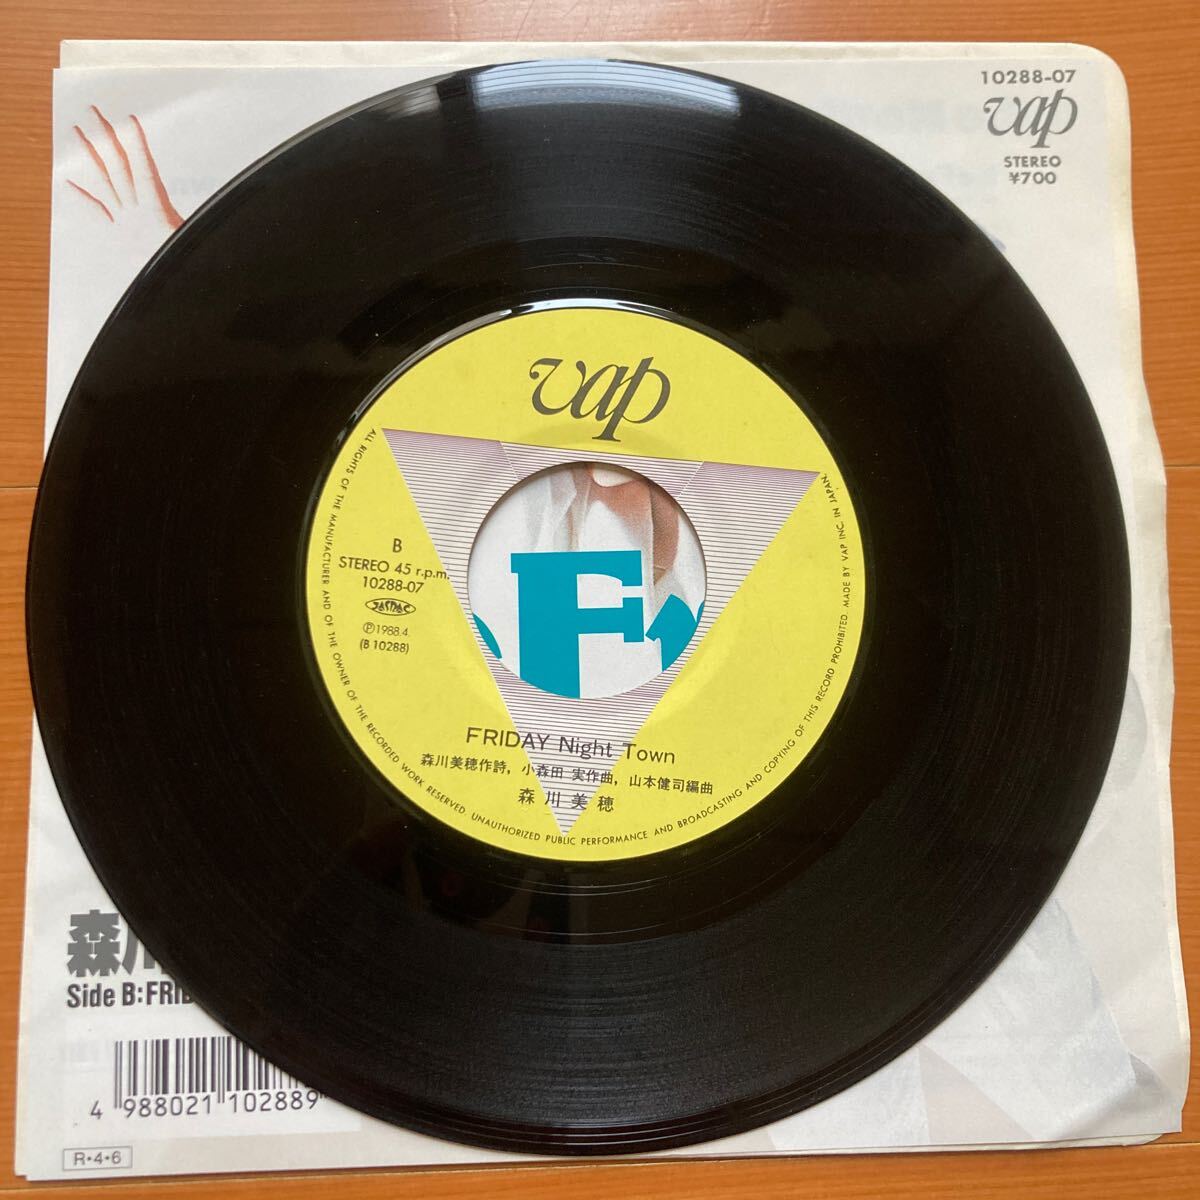 10288-07
vap
STEREO
¥700
vap
B
STEREO 45 r.p.m.
10288-07
JASRAC
Ⓟ1988.4.
(B 10288)
F
FRIDAY Night Town
森川美穂作詩, 小森田 実作曲, 山本健司編曲
森川美穂
ALL RIGHTS OF THE MANUFACTURER AND OF THE OWNER OF THE RECORDED WORK RESERVED. UNAUTHORIZED PUBLIC PERFORMANCE AND BROADCASTING AND COPYING OF THIS RECORD PROHIBITED. MADE BY VAP INC. IN JAPAN.
森川
Side B:FRID
4 988021 102889
R・4・6